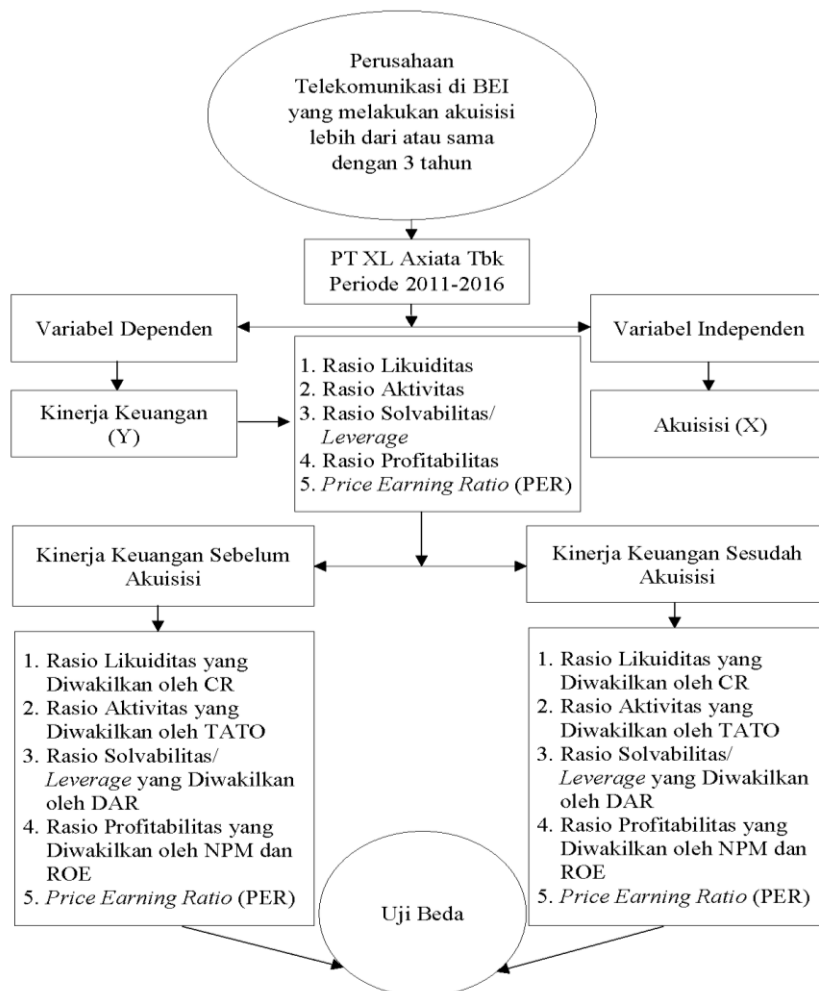 Perusahaan
Telekomunikasi di BEI
yang melakukan akuisisi
lebih dari atau sama
dengan 3 tahun
PT XL Axiata Tbk
Periode 2011-2016
Variabel Dependen
Variabel Independen
Kinerja Keuangan
(Y)
1. Rasio Likuiditas
2. Rasio Aktivitas
3. Rasio Solvabilitas/
Leverage
4. Rasio Profitabilitas
5. Price Earning Ratio (PER)
Akuisisi (X)
Kinerja Keuangan Sebelum
Akuisisi
Kinerja Keuangan Sesudah
Akuisisi
1. Rasio Likuiditas yang
Diwakilkan oleh CR
2. Rasio Aktivitas yang
Diwakilkan oleh TATO
3. Rasio Solvabilitas/
Leverage yang Diwakilkan
oleh DAR
4. Rasio Profitabilitas yang
Diwakilkan oleh NPM dan
ROE
5. Price Earning Ratio (PER)
1. Rasio Likuiditas yang
Diwakilkan oleh CR
2. Rasio Aktivitas yang
Diwakilkan oleh TATO
3. Rasio Solvabilitas/
Leverage yang Diwakilkan
oleh DAR
4. Rasio Profitabilitas yang
Diwakilkan oleh NPM dan
ROE
5. Price Earning Ratio (PER)
Uji Beda